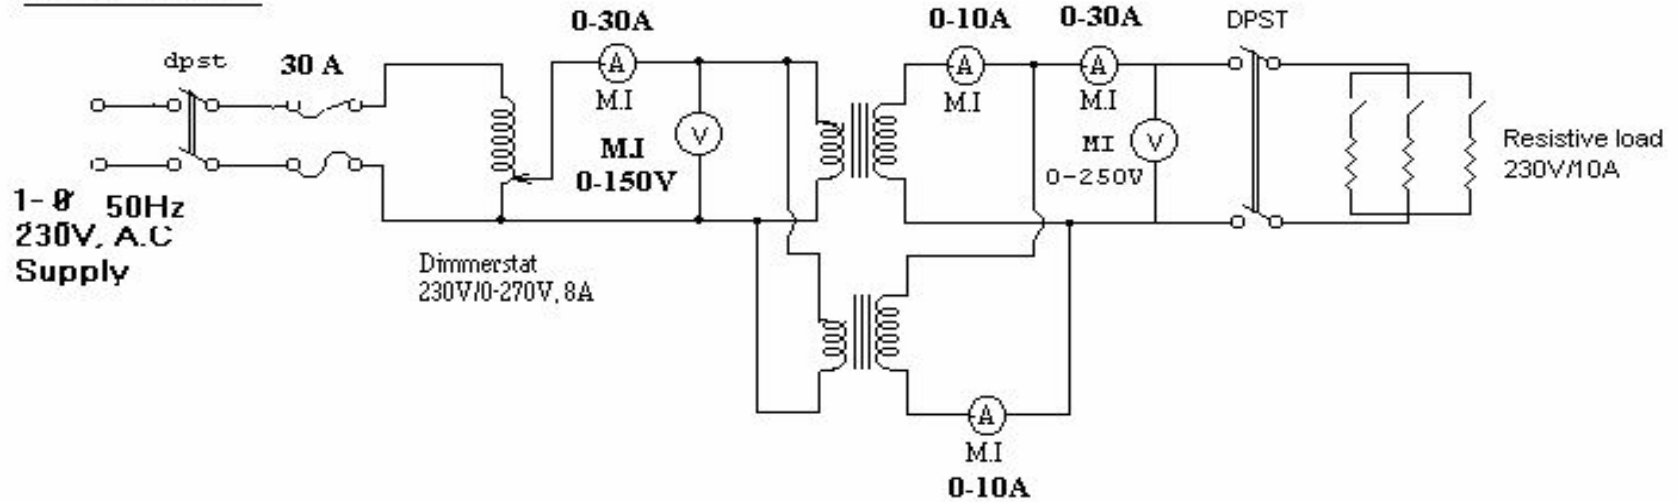 0-30A
0-10A
0-30A
DPST
dpst
30 A
A
M.I
A
M.I
A
M.I
V
M.I
0-150V
MI
0-250V
V
Resistive load
230V/10A
1-ø 50Hz
230V, A.C
Supply
Dimmerstat
230V/0-270V, 8A
A
M.I
0-10A